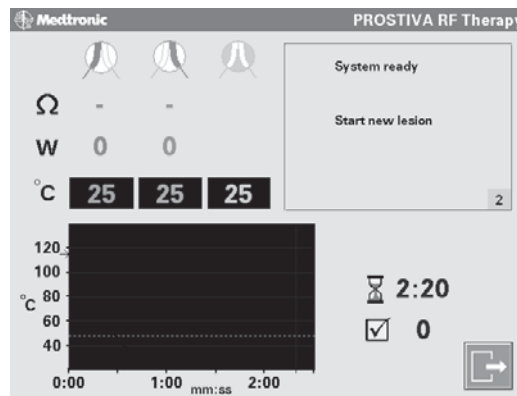 Medtronic PROSTIVA RF Therapy
System ready
Start new lesion
2
Ω - -
W 0 0
°C 25 25 25
120
100
°C 80
60
40
0:00 1:00 mm:ss 2:00
2:20
0